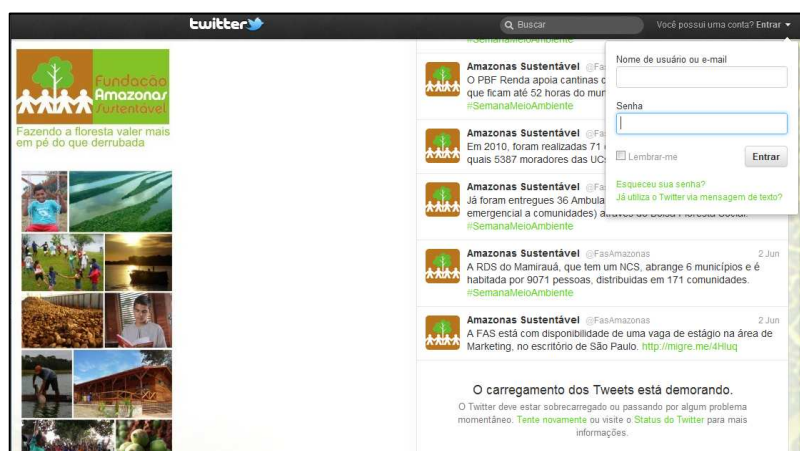 twitter
Buscar
Você possui uma conta? Entrar
Fundação
Amazonas
Sustentável
Fazendo a floresta valer mais
em pé do que derrubada
Nome de usuário ou e-mail
Senha
Lembrar-me
Entrar
Esqueceu sua senha?
Já utiliza o Twitter via mensagem de texto?
#SemanaMeioAmbiente
Amazonas Sustentável @Fas
O PBF Renda apoia cantinas
que ficam até 52 horas do mun
#SemanaMeioAmbiente
Amazonas Sustentável @Fa
Em 2010, foram realizadas 71
quais 5387 moradores das UCs
Amazonas Sustentável @Fa
Já foram entregues 36 Ambula
emergencial a comunidades) através do Bolsa Floresta Social.
#SemanaMeioAmbiente
Amazonas Sustentável @FasAmazonas 2 Jun
A RDS do Mamirauá, que tem um NCS, abrange 6 municípios e é
habitada por 9071 pessoas, distribuidas em 171 comunidades.
#SemanaMeioAmbiente
Amazonas Sustentável @FasAmazonas 2 Jun
A FAS está com disponibilidade de uma vaga de estágio na área de
Marketing, no escritório de São Paulo. http://migre.me/4Hluq
O carregamento dos Tweets está demorando.
O Twitter deve estar sobrecarregado ou passando por algum problema
momentâneo. Tente novamente ou visite o Status do Twitter para mais
informações.